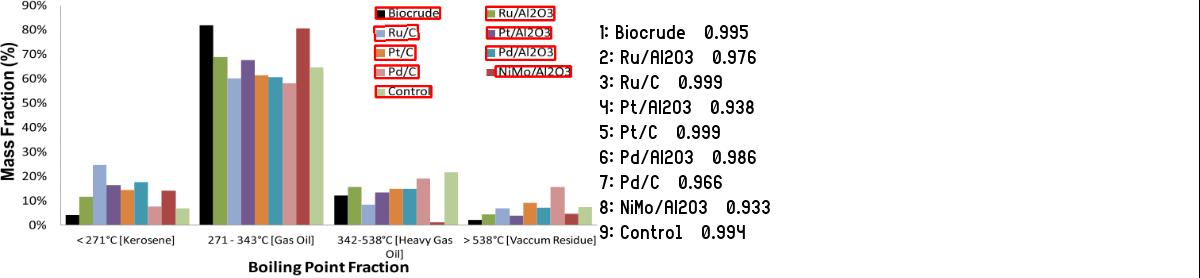 90%
80%
70%
60%
50%
40%
30%
20%
10%
0%
Mass Fraction (%)
Biocrude
Ru/Al2O3
Ru/C
Pt/Al2O3
Pt/C
Pd/Al2O3
Pd/C
NiMo/Al2O3
Control
< 271°C [Kerosene]
271 - 343°C [Gas Oil]
342-538°C [Heavy Gas
Oil]
> 538°C [Vaccum Residue]
Boiling Point Fraction
1: Biocrude 0.995
2: Ru/Al2O3 0.976
3: Ru/C 0.999
4: Pt/Al2O3 0.938
5: Pt/C 0.999
6: Pd/Al2O3 0.986
7: Pd/C 0.966
8: NiMo/Al2O3 0.933
9: Control 0.994